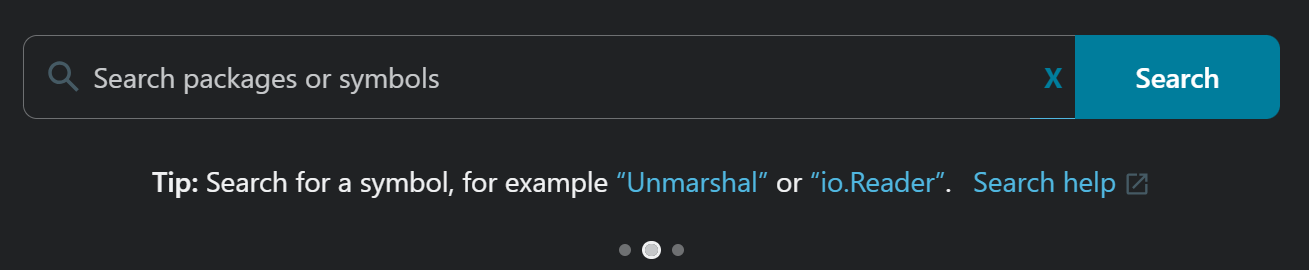 Search packages or symbols X Search
Tip: Search for a symbol, for example “Unmarshal” or “io.Reader”. Search help